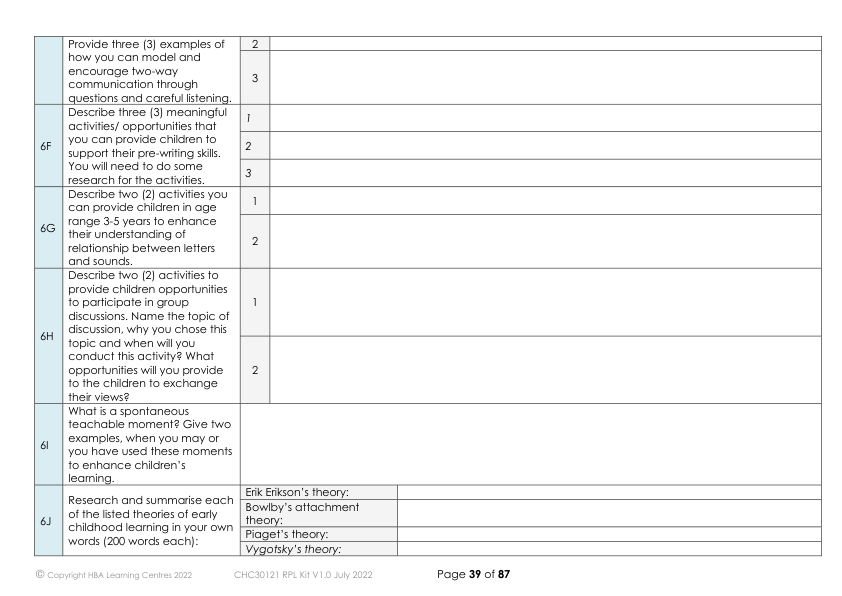 Provide three (3) examples of
how you can model and
encourage two-way
communication through
questions and careful listening.
2
3
6F
Describe three (3) meaningful
activities/ opportunities that
you can provide children to
support their pre-writing skills.
You will need to do some
research for the activities.
1
2
3
6G
Describe two (2) activities you
can provide children in age
range 3-5 years to enhance
their understanding of
relationship between letters
and sounds.
1
2
6H
Describe two (2) activities to
provide children opportunities
to participate in group
discussions. Name the topic of
discussion, why you chose this
topic and when will you
conduct this activity? What
opportunities will you provide
to the children to exchange
their views?
1
2
6I
What is a spontaneous
teachable moment? Give two
examples, when you may or
you have used these moments
to enhance children's
learning.
6J
Research and summarise each
of the listed theories of early
childhood learning in your own
words (200 words each):
Erik Erikson's theory:
Bowlby's attachment
theory:
Piaget's theory:
Vygotsky's theory:
© Copyright HBA Learning Centres 2022 CHC30121 RPL Kit V1.0 July 2022 Page 39 of 87